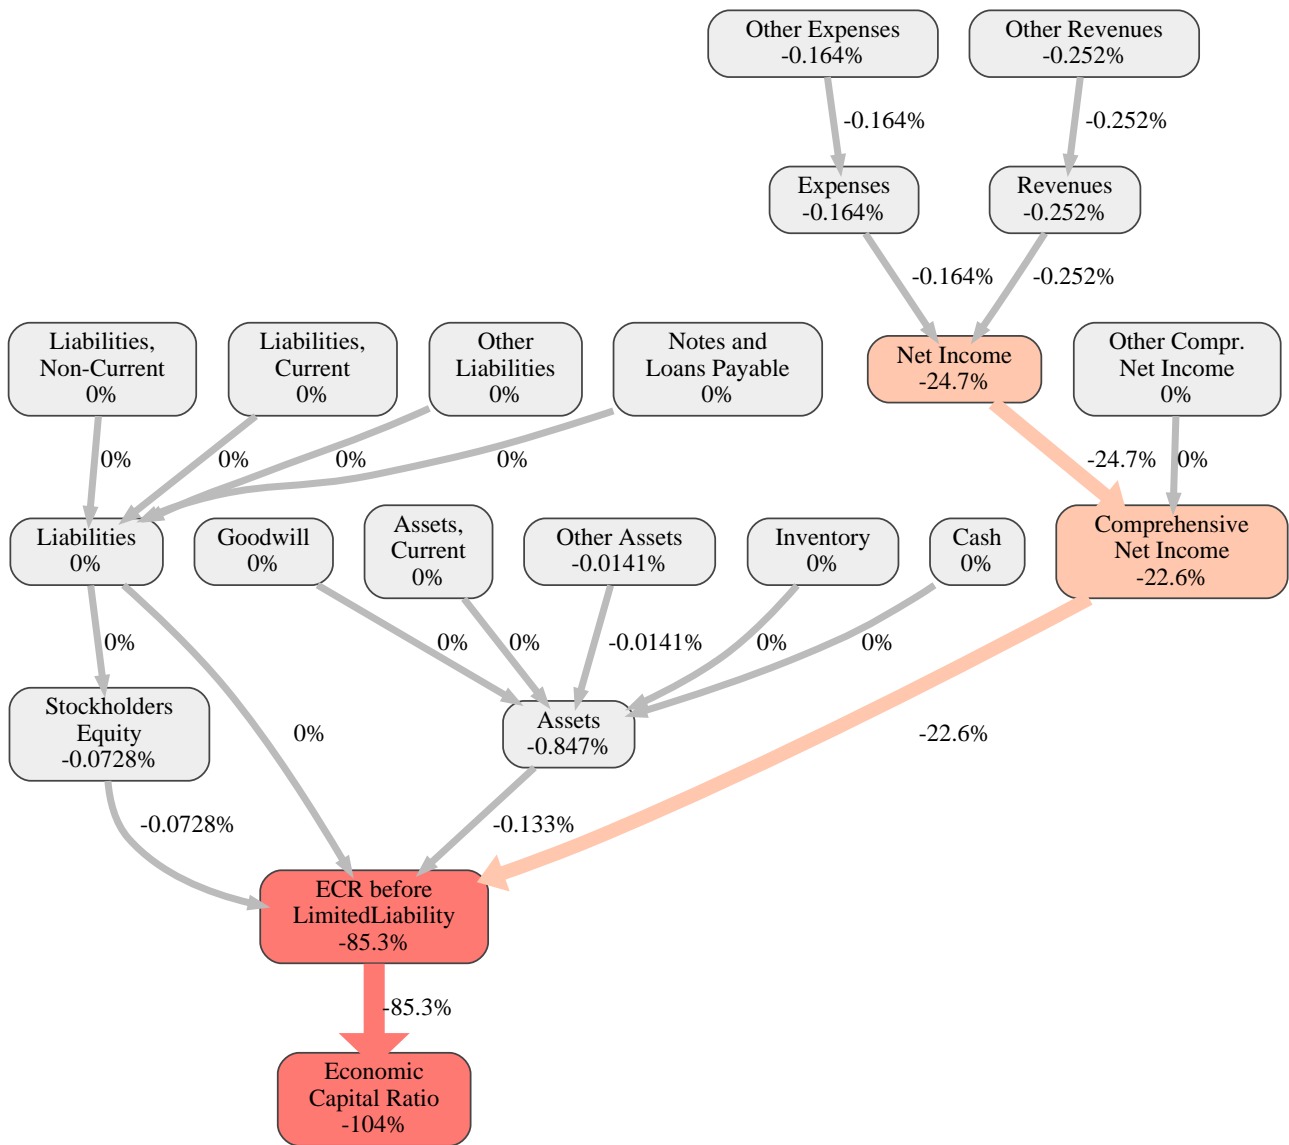 Other Expenses
-0.164%
Other Revenues
-0.252%
-0.164%
-0.252%
Expenses
-0.164%
Revenues
-0.252%
-0.164%
-0.252%
Liabilities,
Non-Current
0%
Liabilities,
Current
0%
Other
Liabilities
0%
Notes and
Loans Payable
0%
Net Income
-24.7%
Other Compr.
Net Income
0%
0%
0%
0%
0%
-24.7%
0%
Liabilities
0%
Goodwill
0%
Assets,
Current
0%
Other Assets
-0.0141%
Inventory
0%
Cash
0%
Comprehensive
Net Income
-22.6%
0%
0%
0%
-0.0141%
0%
0%
Stockholders
Equity
-0.0728%
0%
Assets
-0.847%
-22.6%
-0.0728%
-0.133%
ECR before
LimitedLiability
-85.3%
-85.3%
Economic
Capital Ratio
-104%